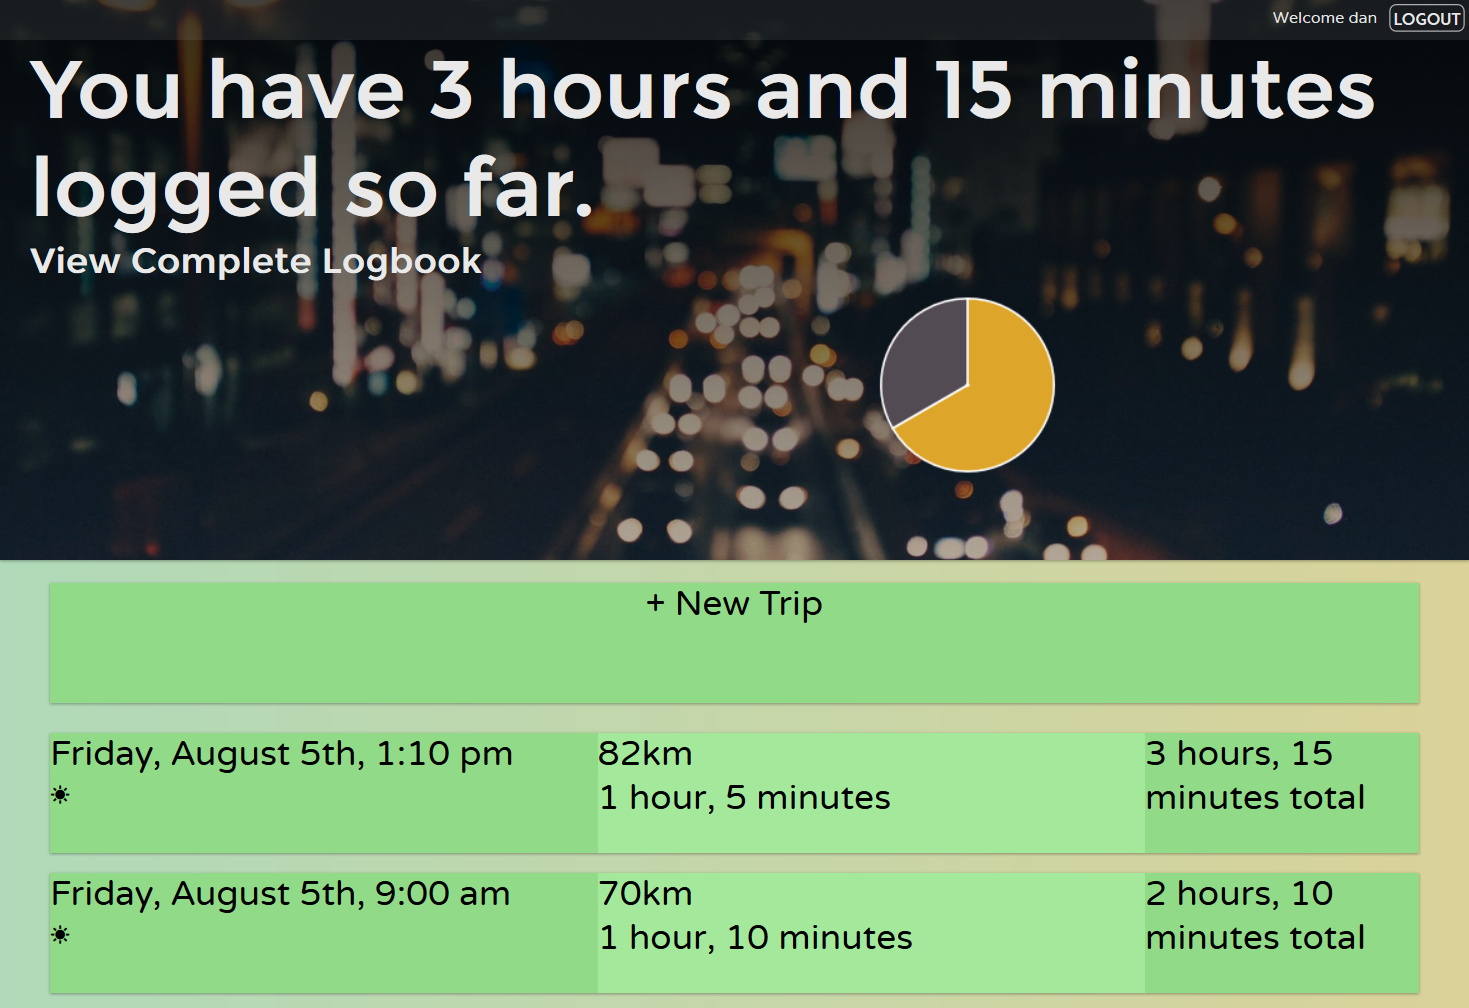 Welcome dan LOGOUT
You have 3 hours and 15 minutes
logged so far.
View Complete Logbook
+ New Trip
Friday, August 5th, 1:10 pm
82km
1 hour, 5 minutes
3 hours, 15
minutes total
Friday, August 5th, 9:00 am
70km
1 hour, 10 minutes
2 hours, 10
minutes total